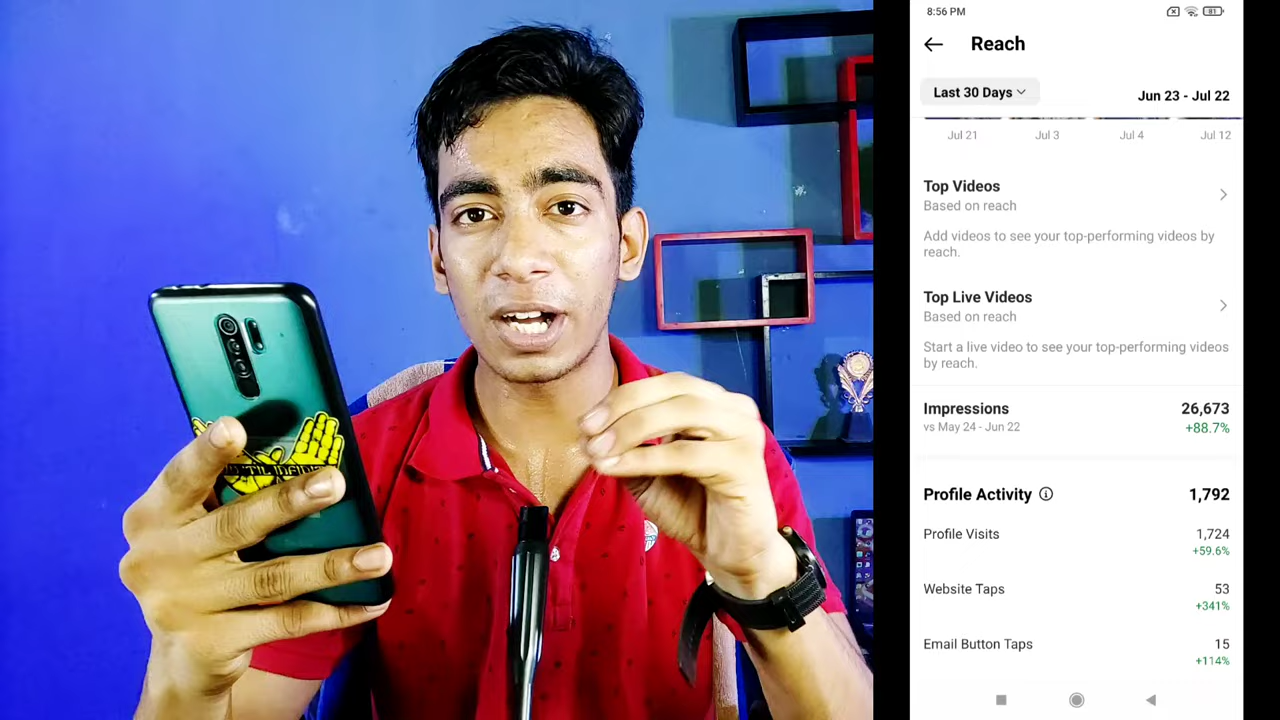 8:56 PM
81
Reach
Last 30 Days
Jun 23 - Jul 22
Jul 21
Jul 3
Jul 4
Jul 12
Top Videos
Based on reach
Add videos to see your top-performing videos by
reach.
Top Live Videos
Based on reach
Start a live video to see your top-performing videos
by reach.
Impressions
26,673
vs May 24 - Jun 22
+88.7%
Profile Activity
1,792
Profile Visits
1,724
+59.6%
Website Taps
53
+341%
Email Button Taps
15
+114%